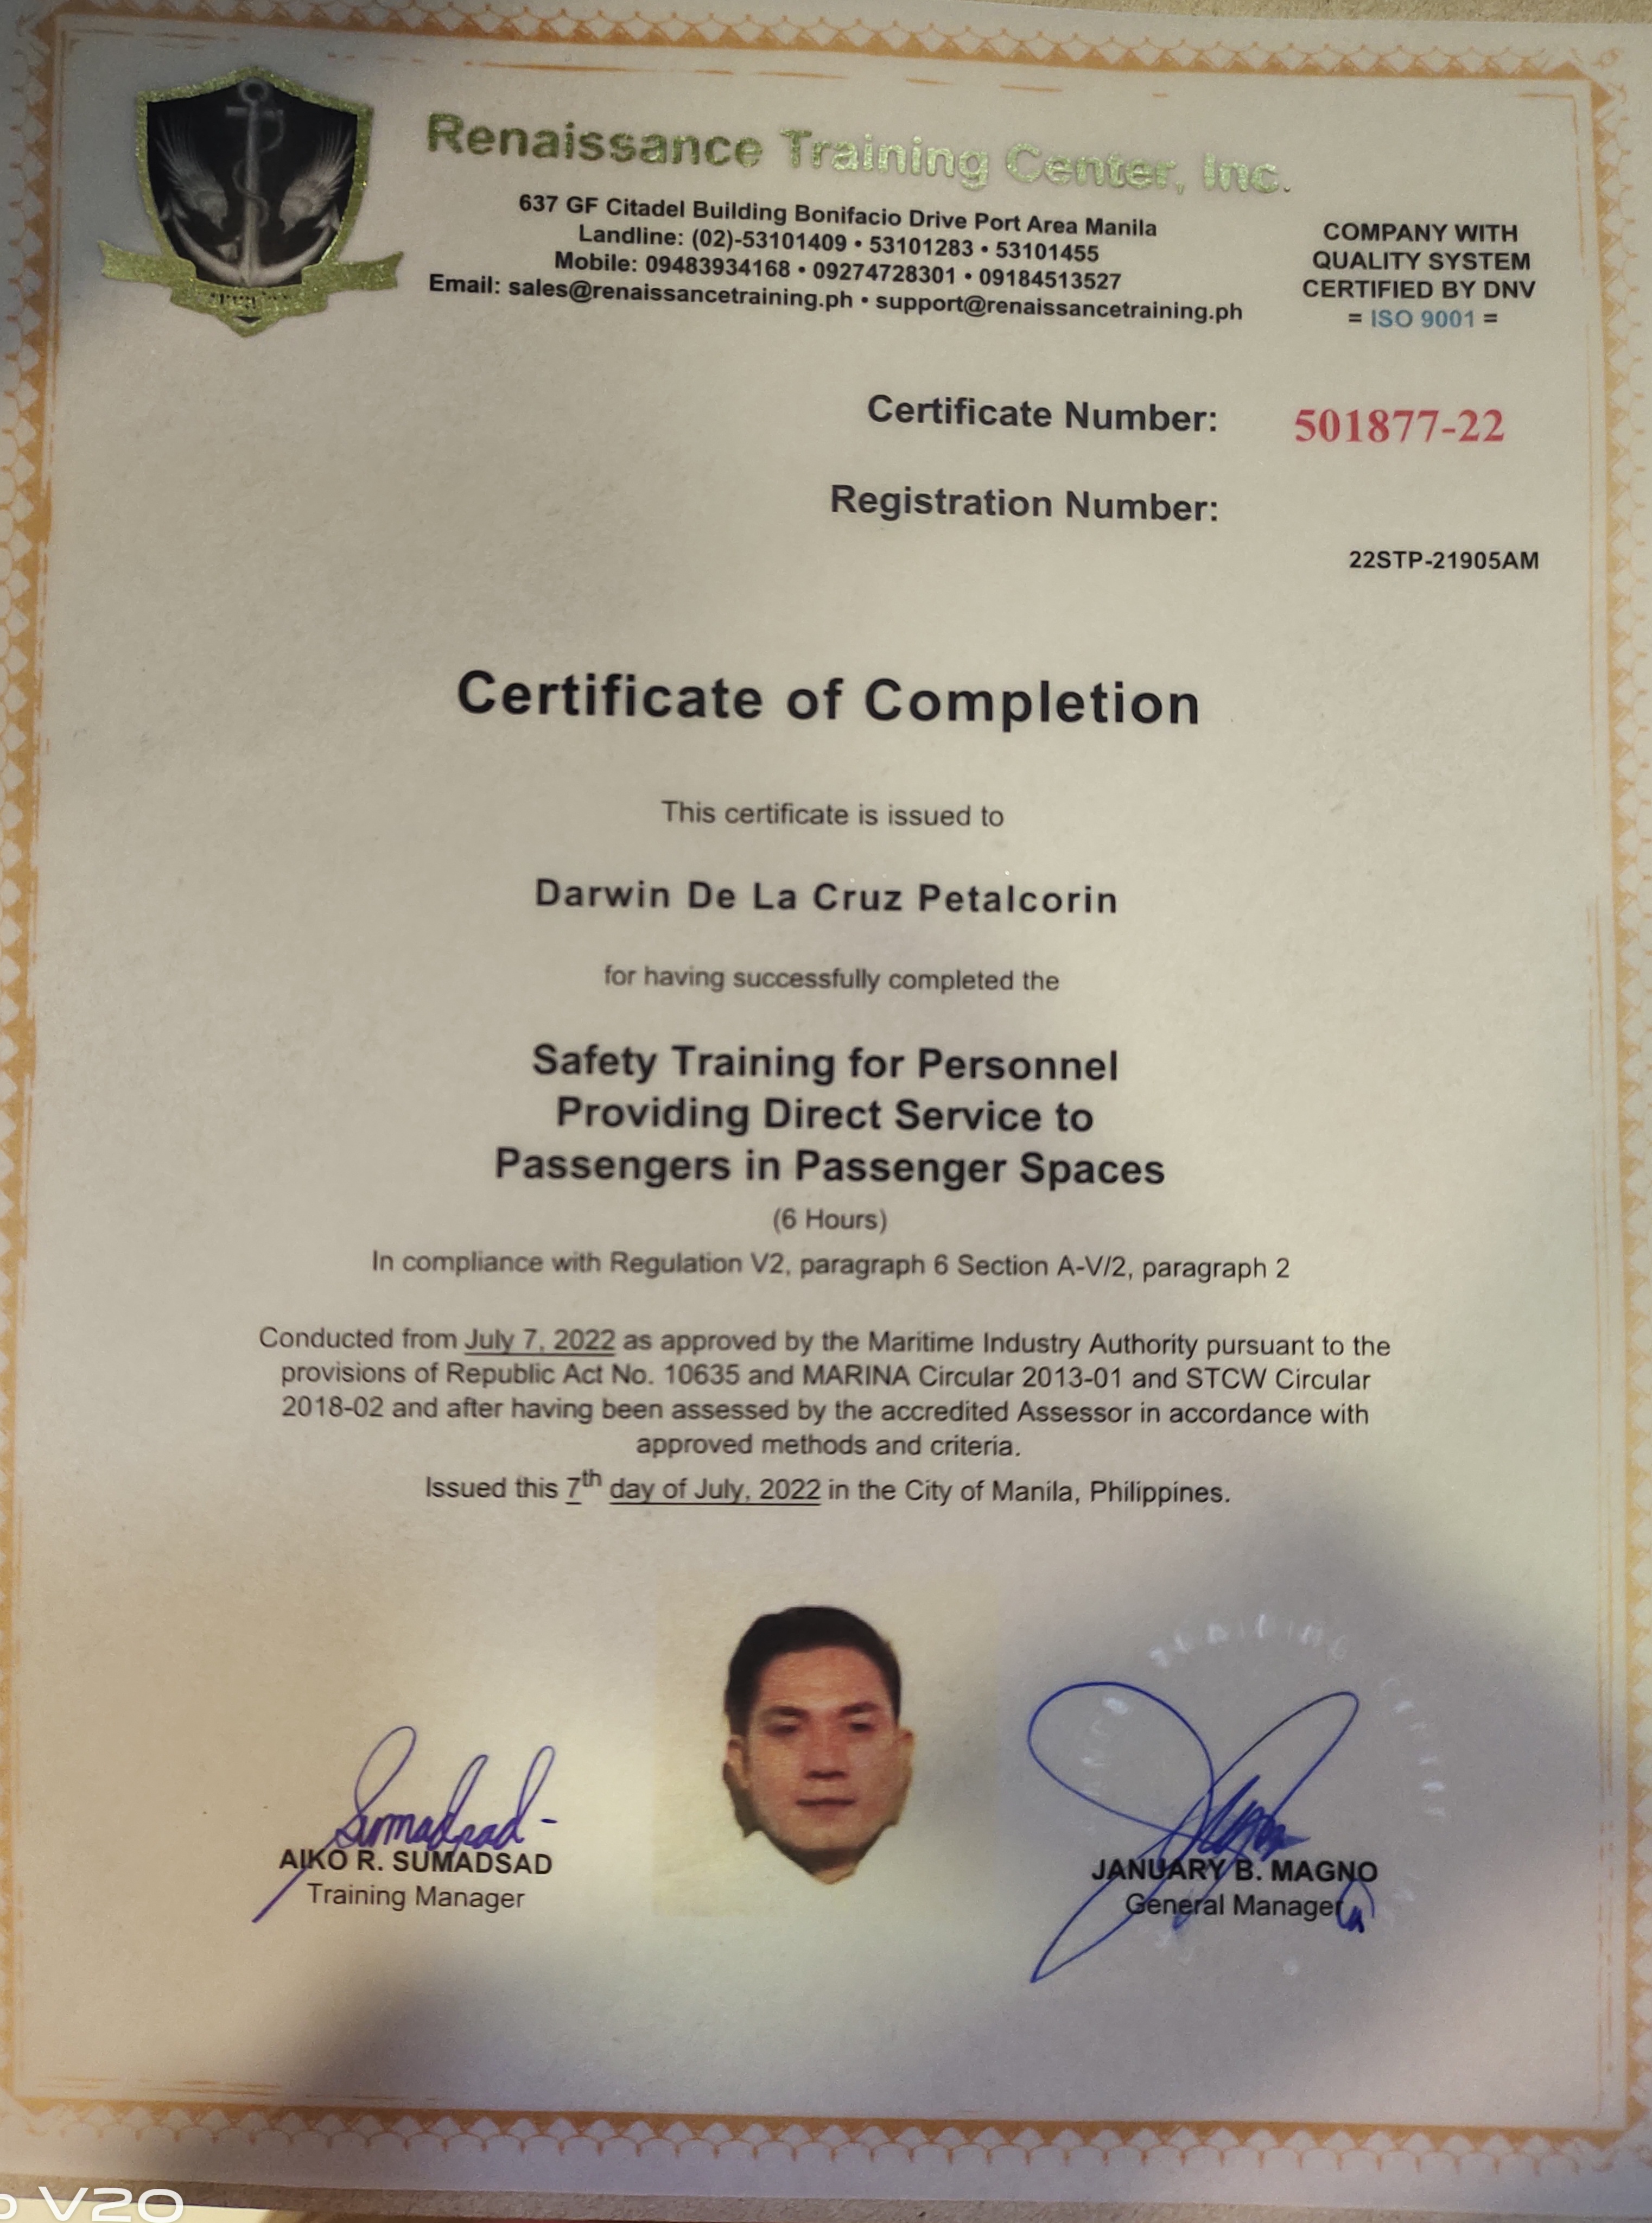 Renaissance Training Center, Inc.
637 GF Citadel Building Bonifacio Drive Port Area Manila
Landline: (02)-53101409 • 53101283 • 53101455
Mobile: 09483934168 • 09274728301 • 09184513527
Email: sales@renaissancetraining.ph • support@renaissancetraining.ph
COMPANY WITH
QUALITY SYSTEM
CERTIFIED BY DNV
= ISO 9001 =
Certificate Number: 501877-22
Registration Number:
22STP-21905AM
Certificate of Completion
This certificate is issued to
Darwin De La Cruz Petalcorin
for having successfully completed the
Safety Training for Personnel
Providing Direct Service to
Passengers in Passenger Spaces
(6 Hours)
In compliance with Regulation V2, paragraph 6 Section A-V/2, paragraph 2
Conducted from July 7, 2022 as approved by the Maritime Industry Authority pursuant to the
provisions of Republic Act No. 10635 and MARINA Circular 2013-01 and STCW Circular
2018-02 and after having been assessed by the accredited Assessor in accordance with
approved methods and criteria.
Issued this 7th day of July, 2022 in the City of Manila, Philippines.
Sumadsad
AIKO R. SUMADSAD
Training Manager
JANUARY B. MAGNO
General Manager
V20